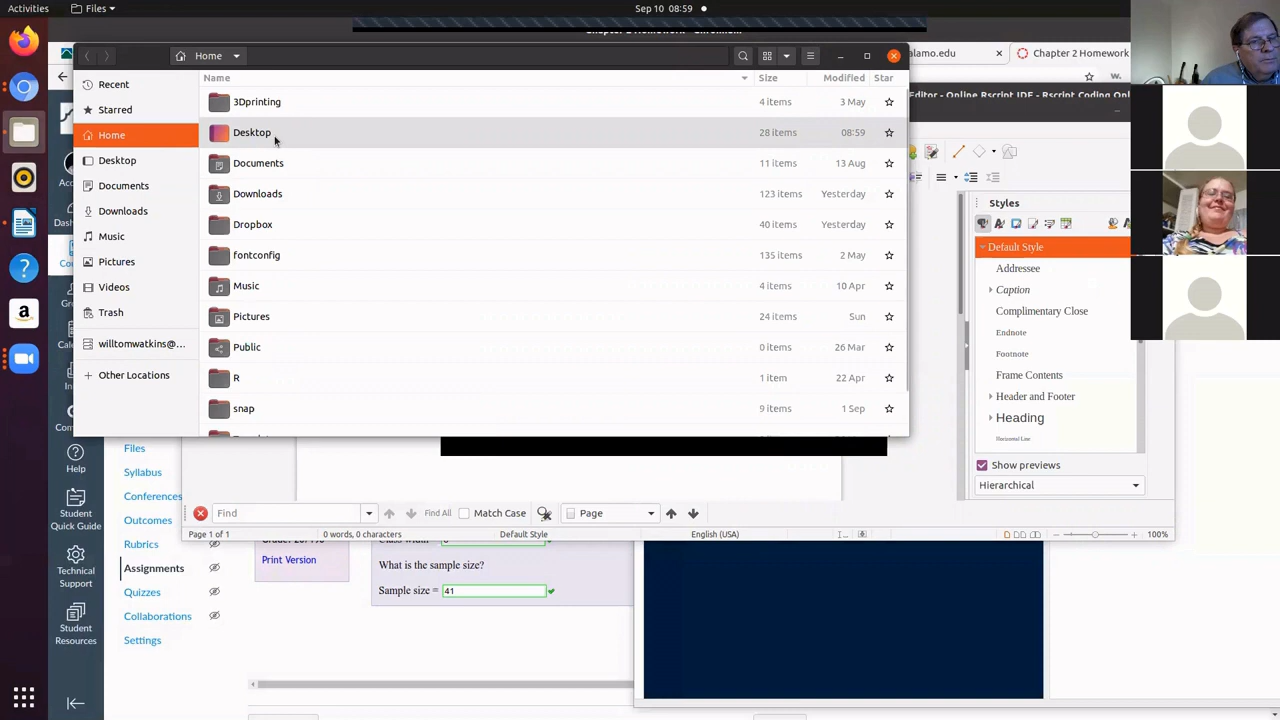 Activities
Files
Sep 10 08:59
Home
alamo.edu
Chapter 2 Homework
Editor - Online Rscript IDE - Rscript Coding Onl
Recent
Starred
Home
Desktop
Documents
Downloads
Music
Pictures
Videos
Trash
willtomwatkins@...
Other Locations
Name Size Modified Star
3Dprinting 4 items 3 May
Desktop 28 items 08:59
Documents 11 items 13 Aug
Downloads 123 items Yesterday
Dropbox 40 items Yesterday
fontconfig 135 items 2 May
Music 4 items 10 Apr
Pictures 24 items Sun
Public 0 items 26 Mar
R 1 item 22 Apr
snap 9 items 1 Sep
Styles
Default Style
Addressee
Caption
Complimentary Close
Endnote
Footnote
Frame Contents
Header and Footer
Heading
Horizontal Line
Show previews
Hierarchical
Find
Find All
Match Case
Page
Page 1 of 1
0 words, 0 characters
Default Style
English (USA)
100%
Help
Student
Quick Guide
Technical
Support
Student
Resources
Files
Syllabus
Conferences
Outcomes
Rubrics
Assignments
Quizzes
Collaborations
Settings
Print Version
What is the sample size?
Sample size = 41